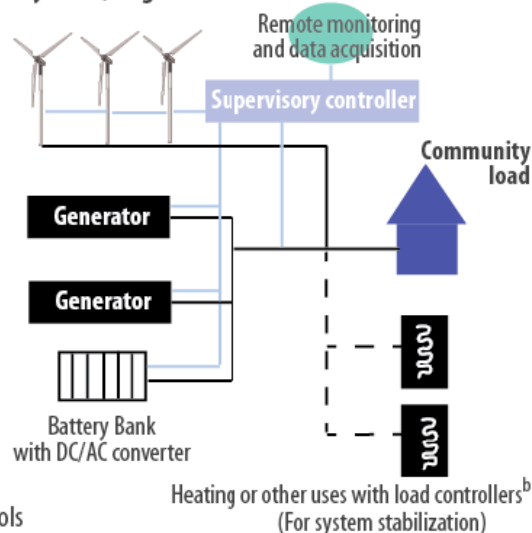 Remote monitoring
and data acquisition
Supervisory controller
Community
load
Generator
Generator
Battery Bank
with DC/AC converter
Heating or other uses with load controllersᵇ
(For system stabilization)
ols